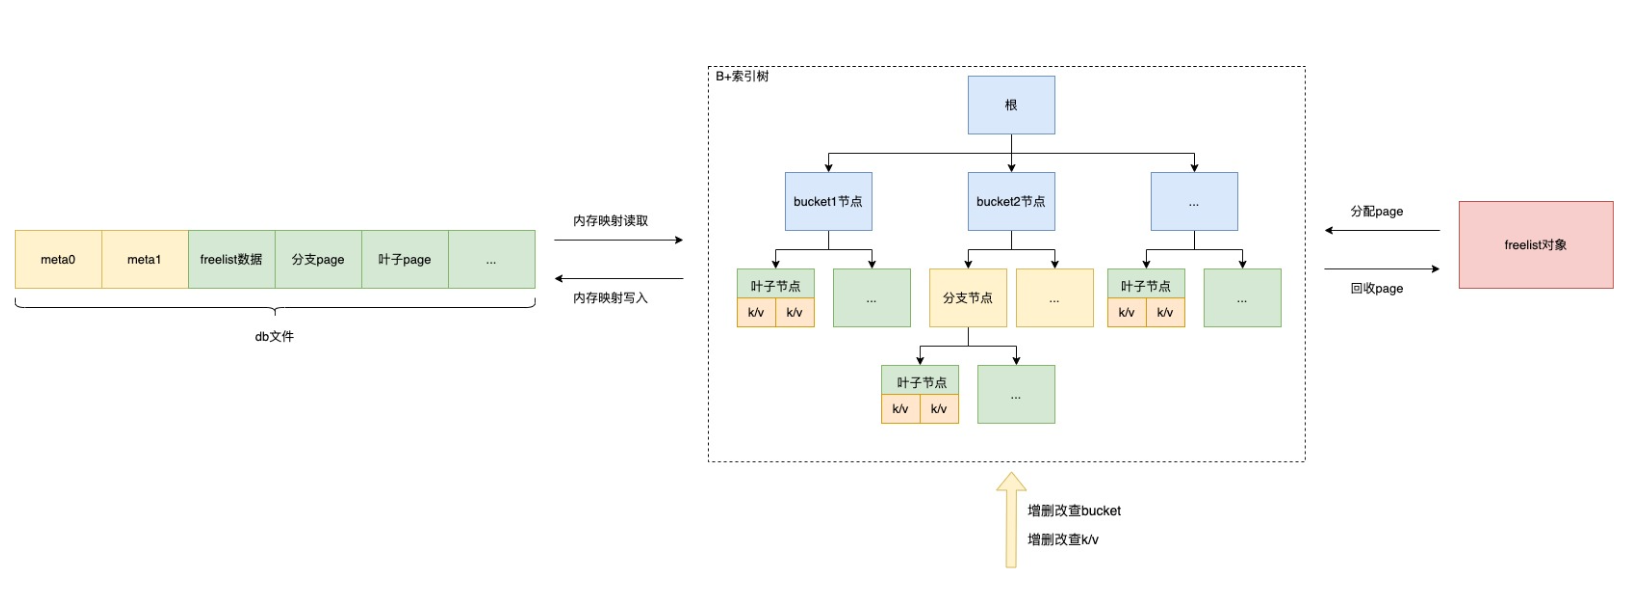 B+索引树
根
bucket1节点
bucket2节点
...
内存映射读取
分配page
meta0
meta1
freelist数据
分支page
叶子page
...
freelist对象
内存映射写入
回收page
db文件
叶子节点
k/v
k/v
...
分支节点
...
叶子节点
k/v
k/v
...
叶子节点
k/v
k/v
...
增删改查bucket
增删改查k/v